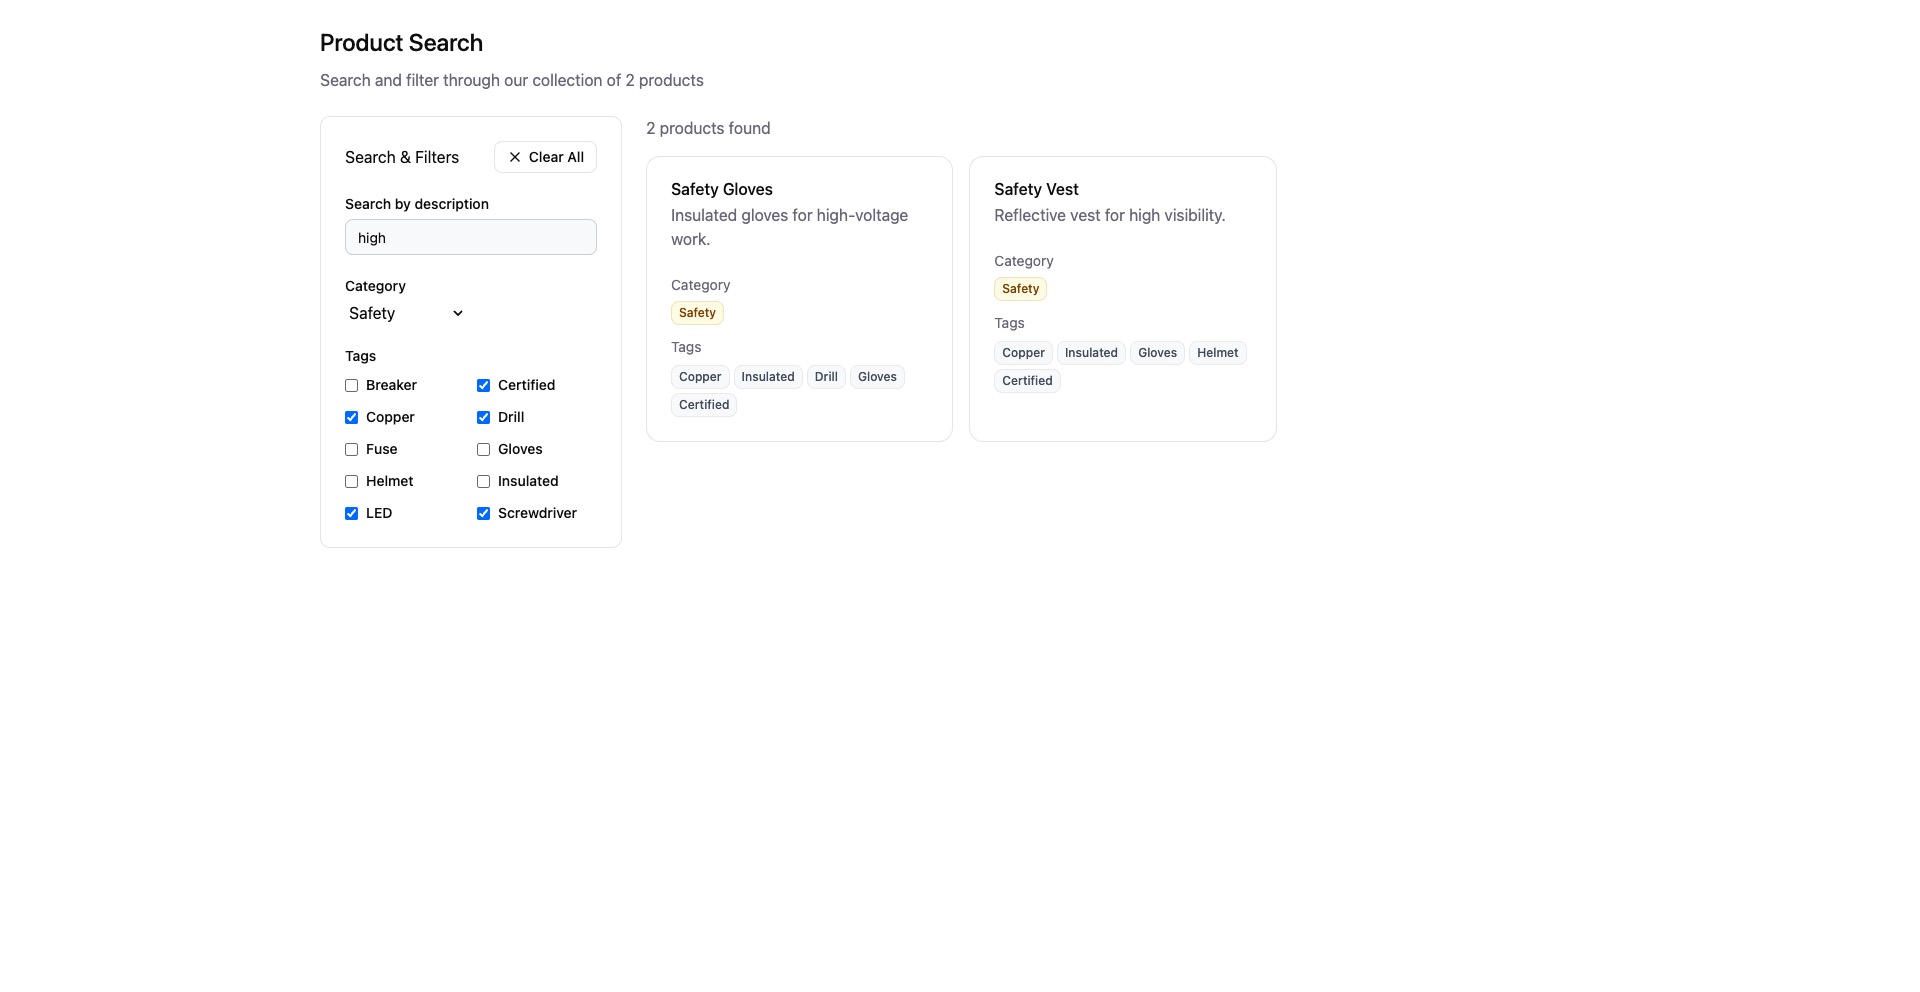 Product Search
Search and filter through our collection of 2 products
Search & Filters
Clear All
Search by description
high
Category
Safety
Tags
Breaker
Certified
Copper
Drill
Fuse
Gloves
Helmet
Insulated
LED
Screwdriver
2 products found
Safety Gloves
Insulated gloves for high-voltage
work.
Category
Safety
Tags
Copper Insulated Drill Gloves
Certified
Safety Vest
Reflective vest for high visibility.
Category
Safety
Tags
Copper Insulated Gloves Helmet
Certified